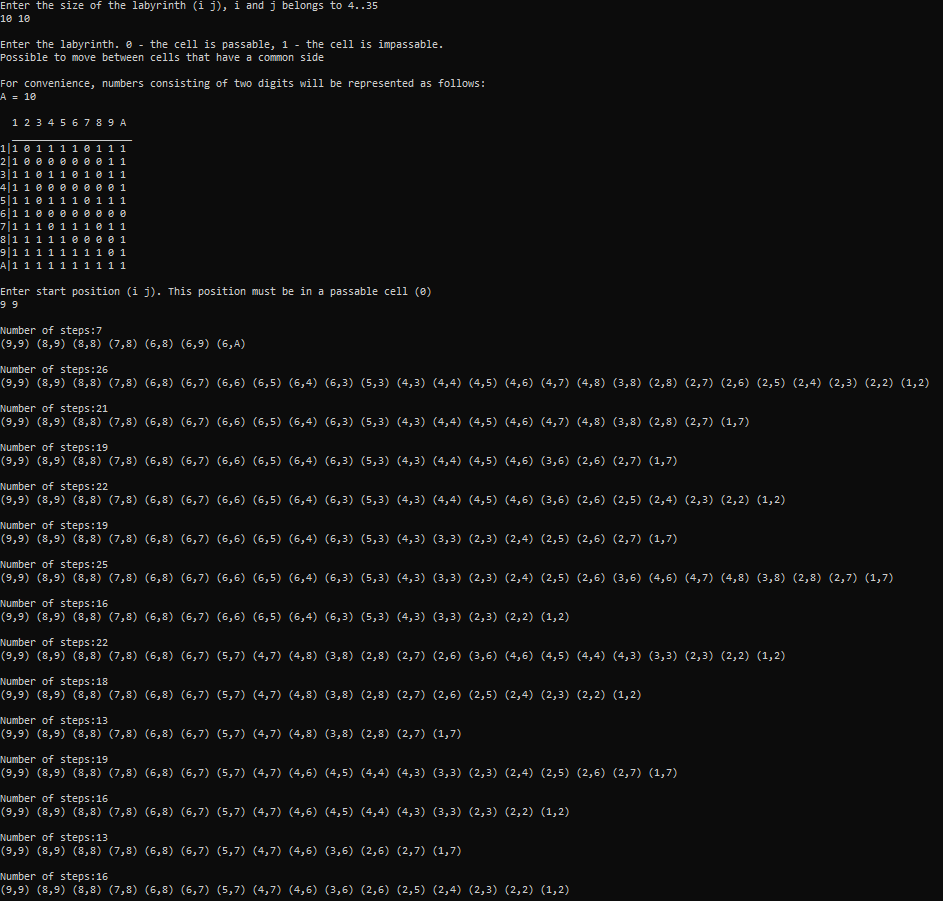 Enter the size of the labyrinth (i j), i and j belongs to 4..35
10 10
Enter the labyrinth. 0 - the cell is passable, 1 - the cell is impassable.
Possible to move between cells that have a common side
For convenience, numbers consisting of two digits will be represented as follows:
A = 10
1 2 3 4 5 6 7 8 9 A
1|1 0 1 1 1 1 0 1 1 1
2|1 0 0 0 0 0 0 0 1 1
3|1 1 0 1 1 0 1 0 1 1
4|1 1 0 0 0 0 0 0 0 1
5|1 1 0 1 1 1 0 1 1 1
6|1 1 0 0 0 0 0 0 0 0
7|1 1 1 0 1 1 1 0 1 1
8|1 1 1 1 1 0 0 0 0 1
9|1 1 1 1 1 1 1 1 0 1
A|1 1 1 1 1 1 1 1 1 1
Enter start position (i j). This position must be in a passable cell (0)
9 9
Number of steps:7
(9,9) (8,9) (8,8) (7,8) (6,8) (6,9) (6,A)
Number of steps:26
(9,9) (8,9) (8,8) (7,8) (6,8) (6,7) (6,6) (6,5) (6,4) (6,3) (5,3) (4,3) (4,4) (4,5) (4,6) (4,7) (4,8) (3,8) (2,8) (2,7) (2,6) (2,5) (2,4) (2,3) (2,2) (1,2)
Number of steps:21
(9,9) (8,9) (8,8) (7,8) (6,8) (6,7) (6,6) (6,5) (6,4) (6,3) (5,3) (4,3) (4,4) (4,5) (4,6) (4,7) (4,8) (3,8) (2,8) (2,7) (1,7)
Number of steps:19
(9,9) (8,9) (8,8) (7,8) (6,8) (6,7) (6,6) (6,5) (6,4) (6,3) (5,3) (4,3) (4,4) (4,5) (4,6) (3,6) (2,6) (2,7) (1,7)
Number of steps:22
(9,9) (8,9) (8,8) (7,8) (6,8) (6,7) (6,6) (6,5) (6,4) (6,3) (5,3) (4,3) (4,4) (4,5) (4,6) (3,6) (2,6) (2,5) (2,4) (2,3) (2,2) (1,2)
Number of steps:19
(9,9) (8,9) (8,8) (7,8) (6,8) (6,7) (6,6) (6,5) (6,4) (6,3) (5,3) (4,3) (3,3) (2,3) (2,4) (2,5) (2,6) (2,7) (1,7)
Number of steps:25
(9,9) (8,9) (8,8) (7,8) (6,8) (6,7) (6,6) (6,5) (6,4) (6,3) (5,3) (4,3) (3,3) (2,3) (2,4) (2,5) (2,6) (3,6) (4,6) (4,7) (4,8) (3,8) (2,8) (2,7) (1,7)
Number of steps:16
(9,9) (8,9) (8,8) (7,8) (6,8) (6,7) (6,6) (6,5) (6,4) (6,3) (5,3) (4,3) (3,3) (2,3) (2,2) (1,2)
Number of steps:22
(9,9) (8,9) (8,8) (7,8) (6,8) (6,7) (5,7) (4,7) (4,8) (3,8) (2,8) (2,7) (2,6) (3,6) (4,6) (4,5) (4,4) (4,3) (3,3) (2,3) (2,2) (1,2)
Number of steps:18
(9,9) (8,9) (8,8) (7,8) (6,8) (6,7) (5,7) (4,7) (4,8) (3,8) (2,8) (2,7) (2,6) (2,5) (2,4) (2,3) (2,2) (1,2)
Number of steps:13
(9,9) (8,9) (8,8) (7,8) (6,8) (6,7) (5,7) (4,7) (4,8) (3,8) (2,8) (2,7) (1,7)
Number of steps:19
(9,9) (8,9) (8,8) (7,8) (6,8) (6,7) (5,7) (4,7) (4,6) (4,5) (4,4) (4,3) (3,3) (2,3) (2,4) (2,5) (2,6) (2,7) (1,7)
Number of steps:16
(9,9) (8,9) (8,8) (7,8) (6,8) (6,7) (5,7) (4,7) (4,6) (4,5) (4,4) (4,3) (3,3) (2,3) (2,2) (1,2)
Number of steps:13
(9,9) (8,9) (8,8) (7,8) (6,8) (6,7) (5,7) (4,7) (4,6) (3,6) (2,6) (2,7) (1,7)
Number of steps:16
(9,9) (8,9) (8,8) (7,8) (6,8) (6,7) (5,7) (4,7) (4,6) (3,6) (2,6) (2,5) (2,4) (2,3) (2,2) (1,2)